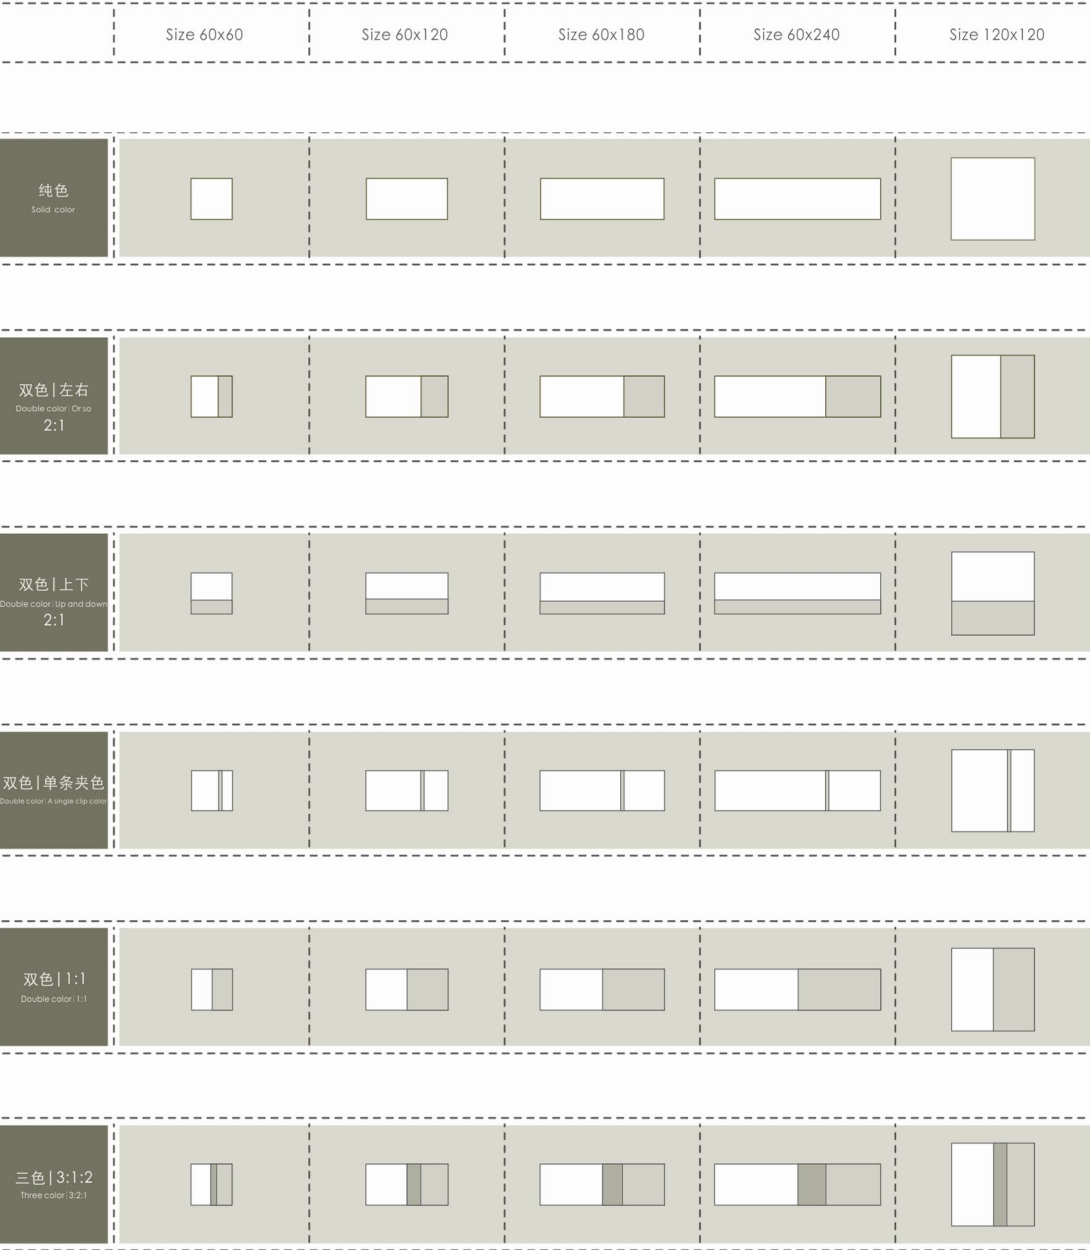 Size 60x60
Size 60x120
Size 60x180
Size 60x240
Size 120x120
纯色
Solid color
双色|左右
Double color|Or so
2:1
双色|上下
Double color|Up and down
2:1
双色|单条夹色
Double color|A single clip color
双色|1:1
Double color|1:1
三色|3:1:2
Three color|3:2:1